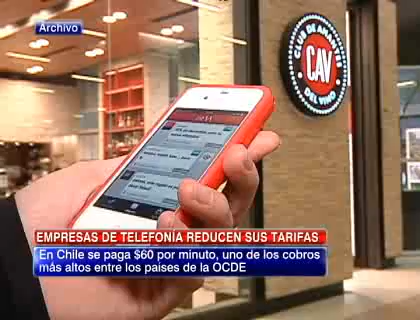 Archivo
CLUB DE AMANTES
CAV
DEL VINO
EMPRESAS DE TELEFONÍA REDUCEN SUS TARIFAS
En Chile se paga $60 por minuto, uno de los cobros
más altos entre los países de la OCDE